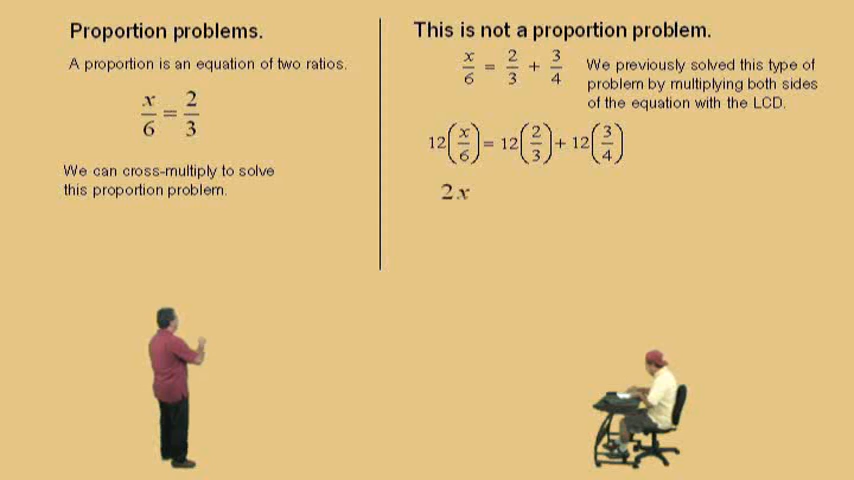 Proportion problems.
A proportion is an equation of two ratios.
x/6 = 2/3
We can cross-multiply to solve
this proportion problem.
This is not a proportion problem.
x/6 = 2/3 + 3/4
We previously solved this type of
problem by multiplying both sides
of the equation with the LCD.
12(x/6) = 12(2/3) + 12(3/4)
2x